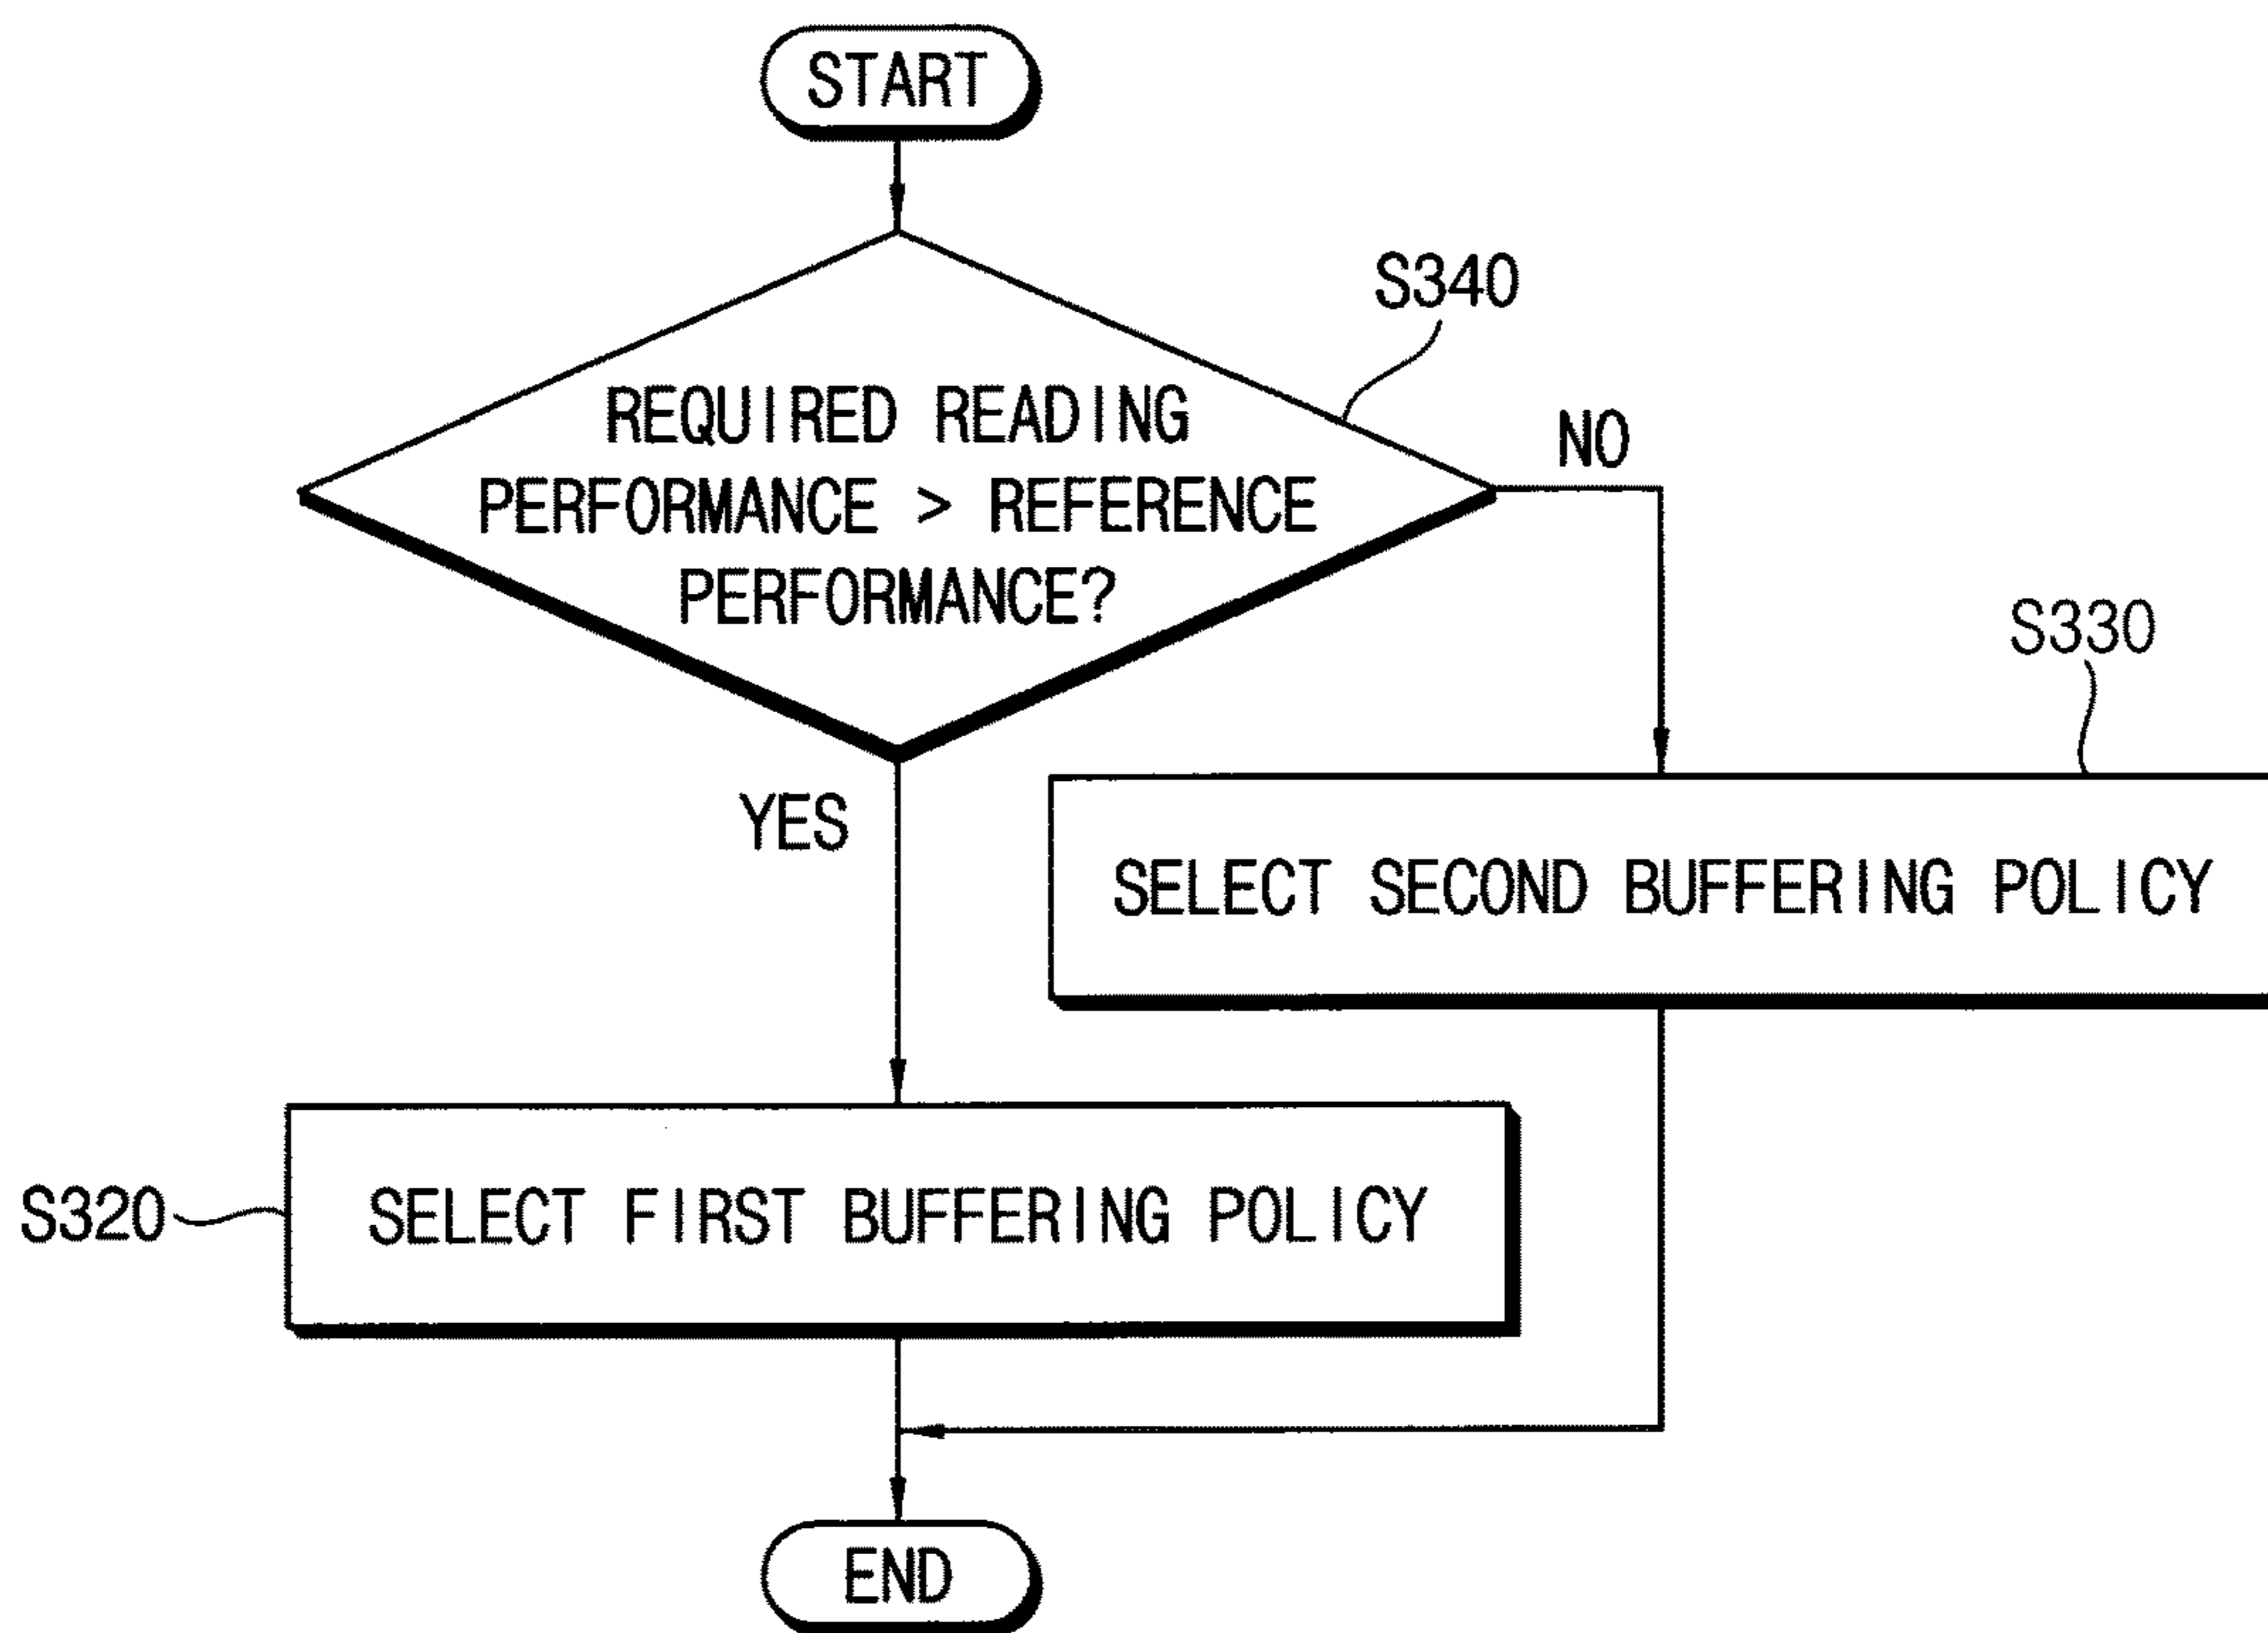 START
S340
REQUIRED READING
NO
PERFORMANCE > REFERENCE
PERFORMANCE?
S330
YES
SELECT SECOND BUFFERING POLICY
S320
SELECT FIRST BUFFERING POLICY
END